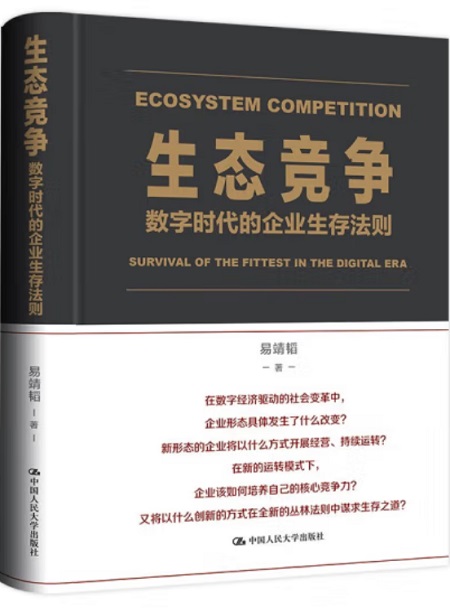 生态竞争
数字时代的企业生存法则
易靖韬
著
中国人民大学出版社
ECOSYSTEM COMPETITION
生态竞争
数字时代的企业生存法则
SURVIVAL OF THE FITTEST IN THE DIGITAL ERA
易靖韬
一 著 一
在数字经济驱动的社会变革中，
企业形态具体发生了什么改变？
新形态的企业将以什么方式开展经营、持续运转？
在新的运转模式下，
企业该如何培养自己的核心竞争力？
又将以什么创新的方式在全新的丛林法则中谋求生存之道？
中国人民大学出版社